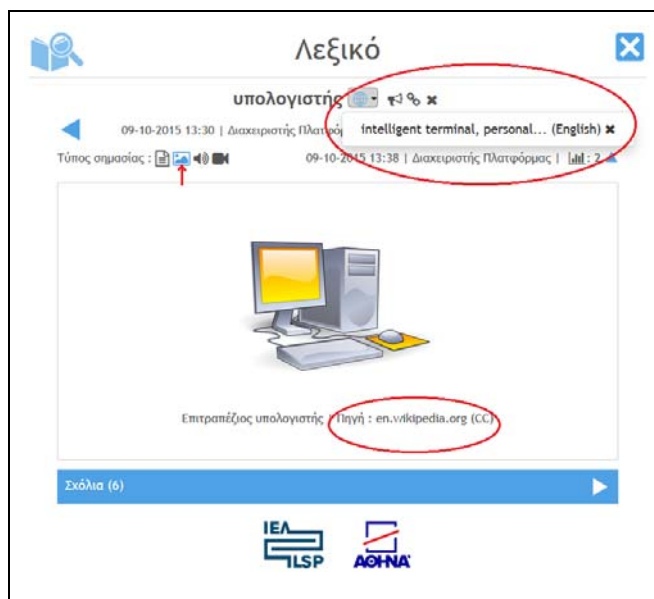 Λεξικό
υπολογιστής
09-10-2015 13:30 | Διαχειριστής Πλατφόρ
intelligent terminal, personal... (English) ✖
Τύπος σημασίας :
09-10-2015 13:38 | Διαχειριστής Πλατφόρμας | : 2
Επιτραπέζιος υπολογιστής | Πηγή : en.wikipedia.org (CC)
Σχόλια (6)
ΙΕΛ
ILSP
ΑΘΗΝΑ